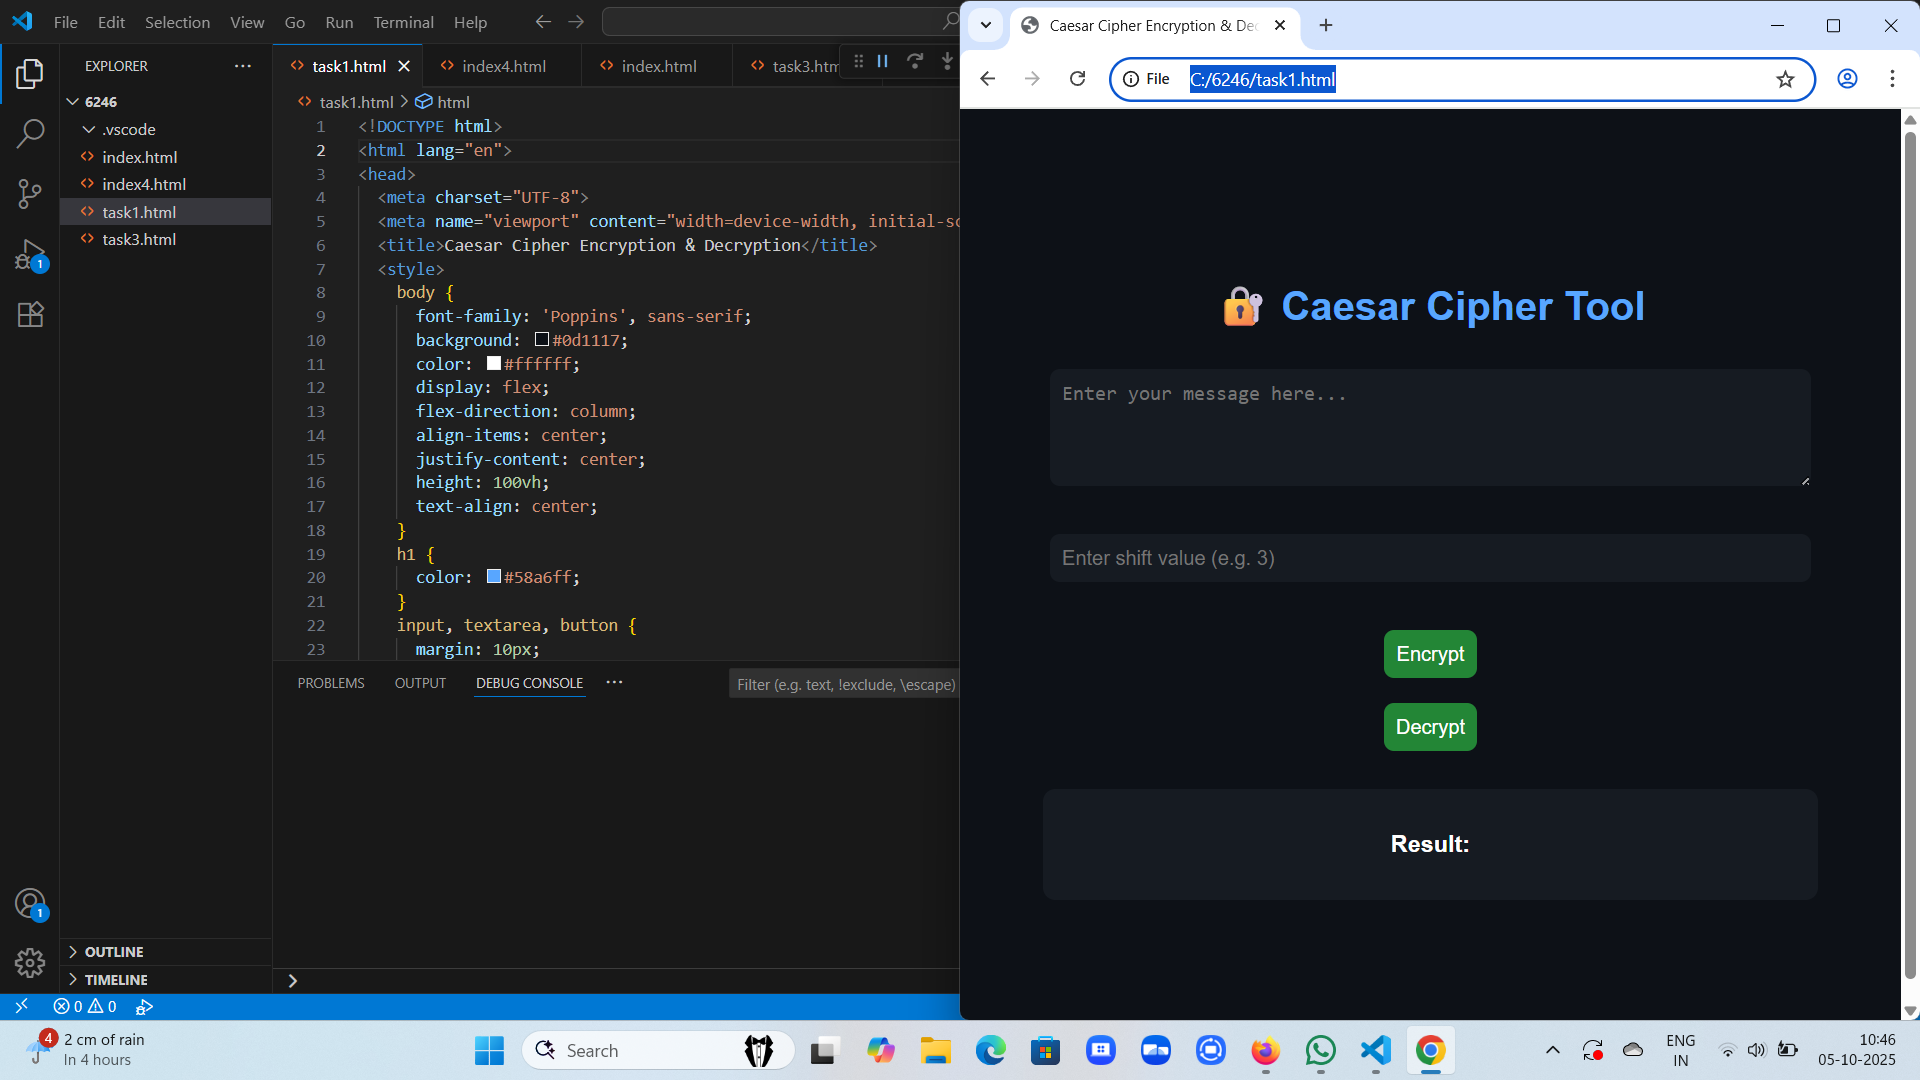 File Edit Selection View Go Run Terminal Help
EXPLORER
6246
.vscode
index.html
index4.html
task1.html
task3.html
OUTLINE
TIMELINE
task1.html index4.html index.html task3.htm
task1.html html
1 <!DOCTYPE html>
2 <html lang="en">
3 <head>
4 <meta charset="UTF-8">
5 <meta name="viewport" content="width=device-width, initial-sc
6 <title>Caesar Cipher Encryption & Decryption</title>
7 <style>
8 body {
9 font-family: 'Poppins', sans-serif;
10 background: #0d1117;
11 color: #ffffff;
12 display: flex;
13 flex-direction: column;
14 align-items: center;
15 justify-content: center;
16 height: 100vh;
17 text-align: center;
18 }
19 h1 {
20 color: #58a6ff;
21 }
22 input, textarea, button {
23 margin: 10px;
PROBLEMS OUTPUT DEBUG CONSOLE
Filter (e.g. text, !exclude, \escape)
1
1
0 0
Caesar Cipher Encryption & De
File C:/6246/task1.html
Caesar Cipher Tool
Enter your message here...
Enter shift value (e.g. 3)
Encrypt
Decrypt
Result:
4
2 cm of rain
In 4 hours
Search
ENG
IN
10:46
05-10-2025